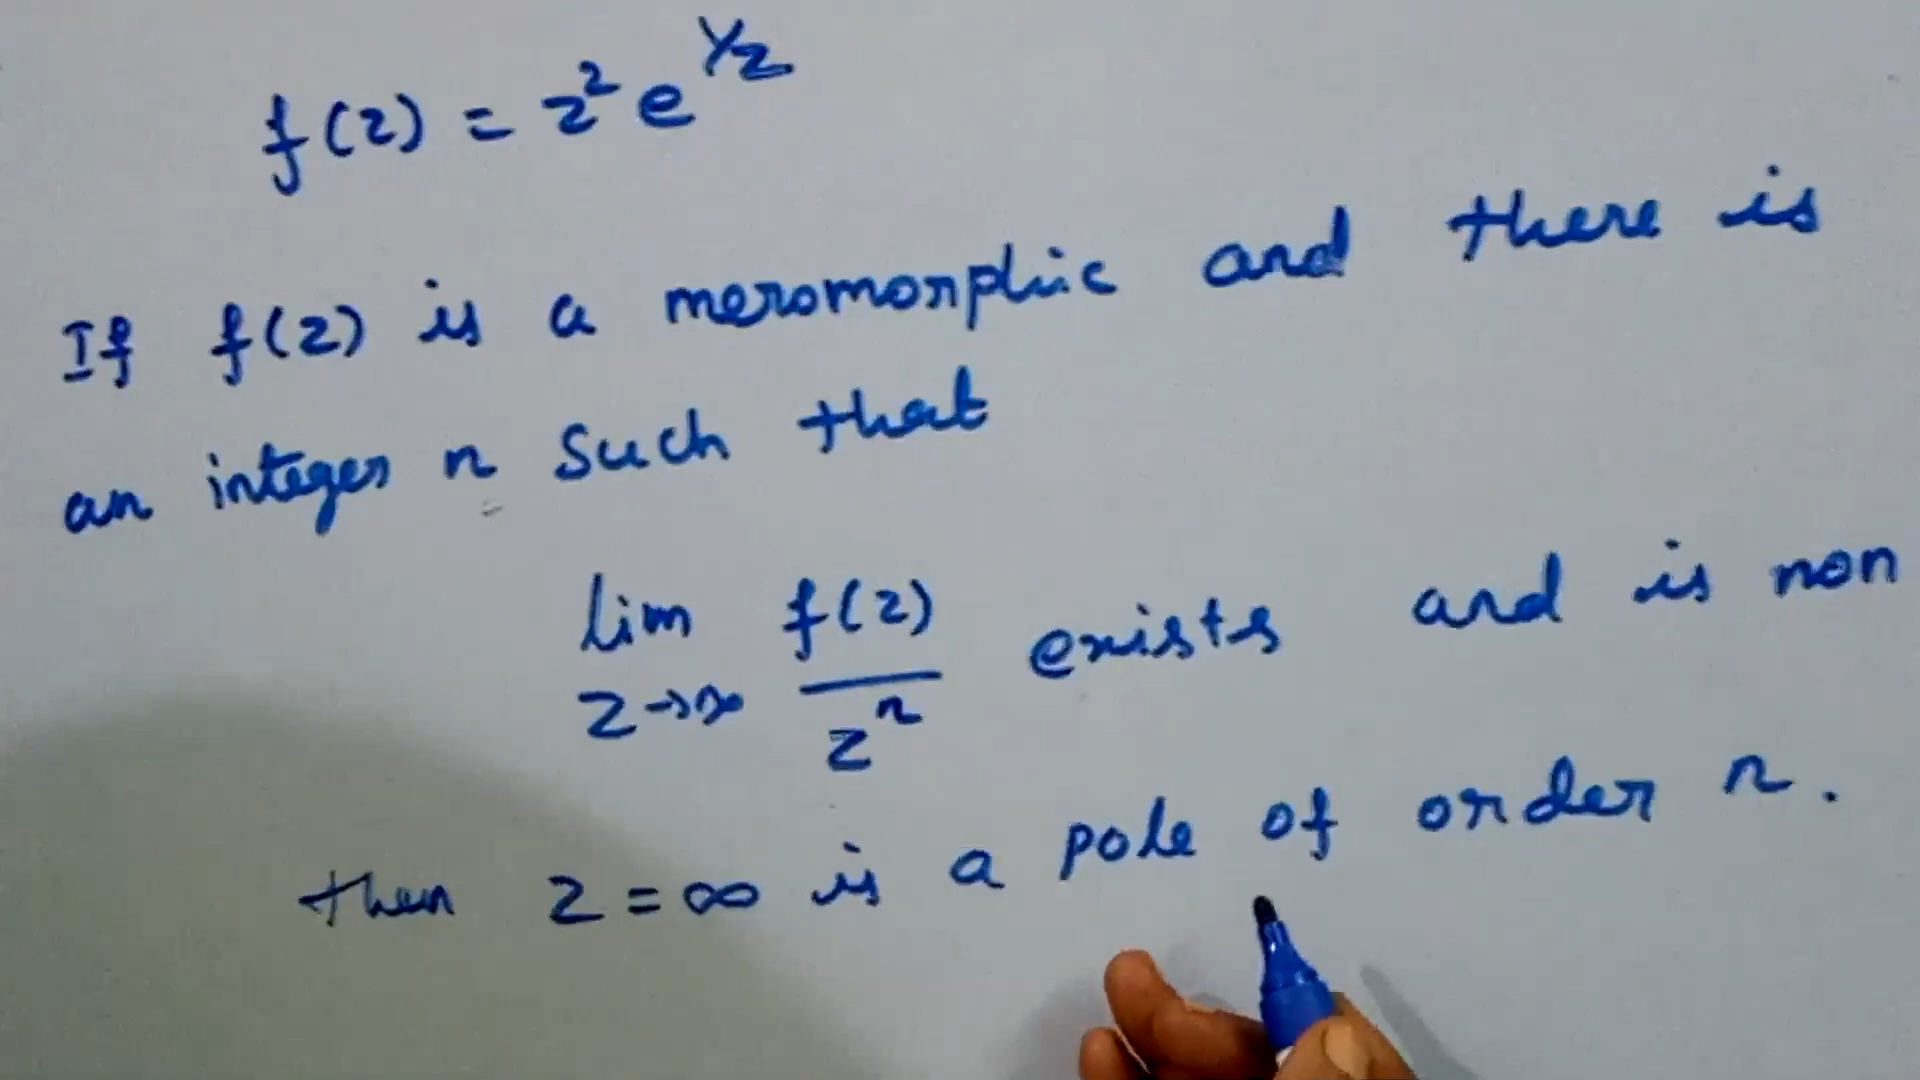 f(z) = z² e^{1/z}
If f(z) is a meromorphic and there is
an integer n such that
lim z→∞ f(z)/zⁿ exists and is non
then z = ∞ is a pole of order n.